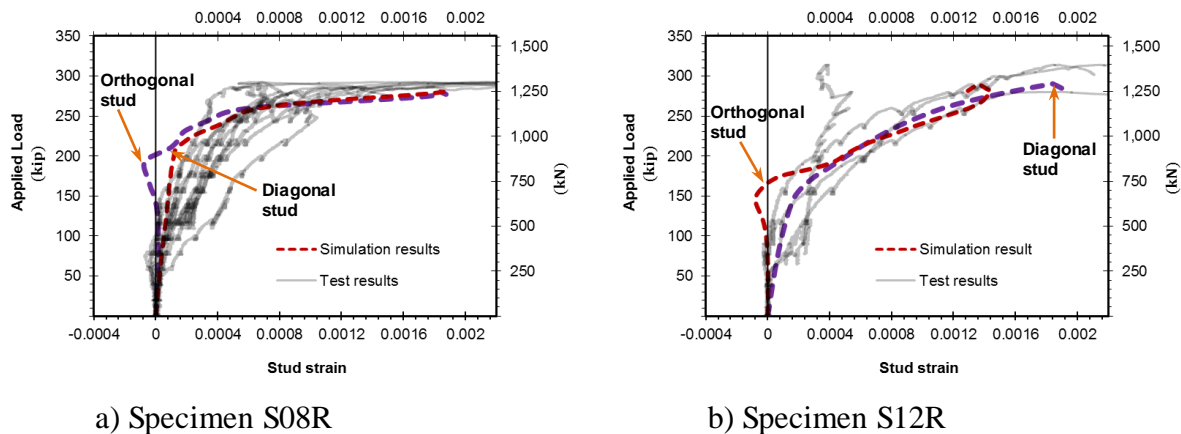 0.0004 0.0008 0.0012 0.0016 0.002
350
300
250
200
150
100
50
Applied Load
(kip)
Orthogonal
stud
Diagonal
stud
Simulation results
Test results
1,500
1,250
1,000
750
500
250
(kN)
-0.0004 0 0.0004 0.0008 0.0012 0.0016 0.002
Stud strain
a) Specimen S08R
0.0004 0.0008 0.0012 0.0016 0.002
350
300
250
200
150
100
50
Applied Load
(kip)
Orthogonal
stud
Diagonal
stud
Simulation result
Test results
1,500
1,250
1,000
750
500
250
(kN)
-0.0004 0 0.0004 0.0008 0.0012 0.0016 0.002
Stud strain
b) Specimen S12R